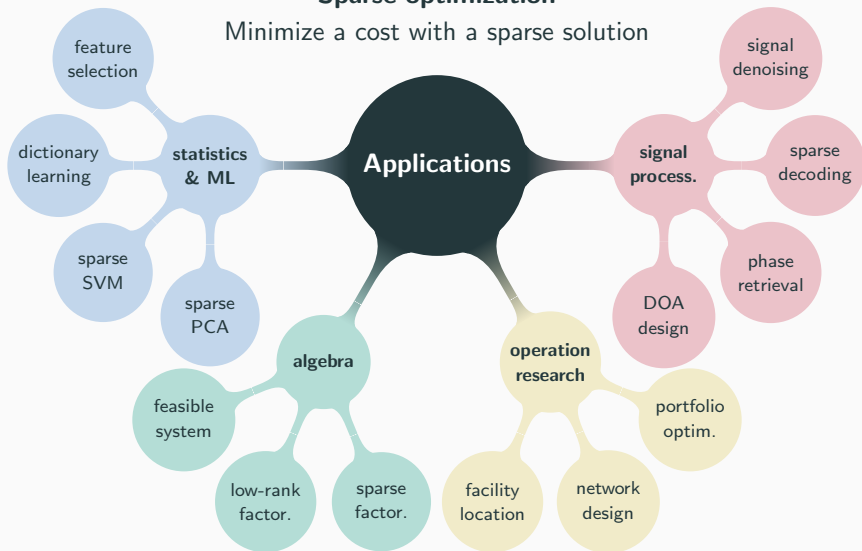 Sparse optimization
Minimize a cost with a sparse solution
feature
selection
dictionary
learning
statistics
& ML
sparse
SVM
sparse
PCA
Applications
signal
denoising
signal
process.
sparse
decoding
phase
retrieval
DOA
design
algebra
feasible
system
low-rank
factor.
sparse
factor.
operation
research
portfolio
optim.
facility
location
network
design